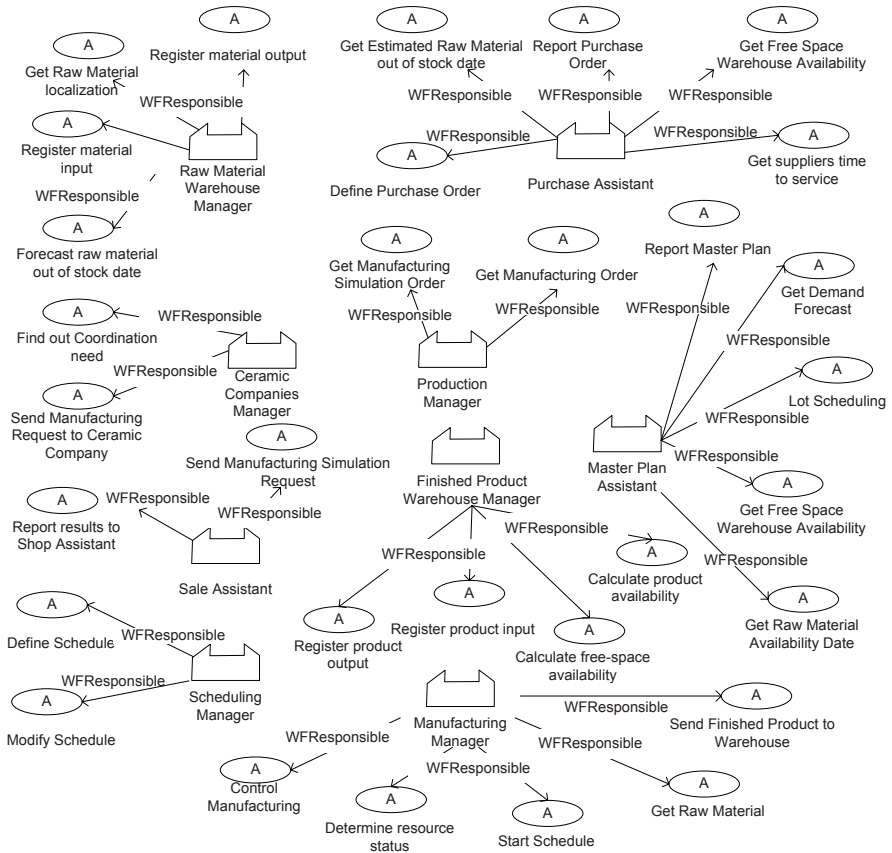 A
Register material output
A
Get Raw Material
localization
WFResponsible
A
Register material
input
Raw Material
Warehouse
Manager
WFResponsible
A
Forecast raw material
out of stock date
A
Get Estimated Raw Material
out of stock date
A
Report Purchase
Order
A
Get Free Space
Warehouse Availability
WFResponsible
WFResponsible
WFResponsible
WFResponsible
WFResponsible
A
Define Purchase Order
Purchase Assistant
A
Get suppliers time
to service
A
Get Manufacturing
Simulation Order
A
Get Manufacturing Order
WFResponsible
WFResponsible
Production
Manager
A
Report Master Plan
A
Get Demand
Forecast
WFResponsible
WFResponsible
A
Lot Scheduling
WFResponsible
Master Plan
Assistant
WFResponsible
A
Get Free Space
Warehouse Availability
WFResponsible
A
Get Raw Material
Availability Date
A
Find out Coordination
need
WFResponsible
WFResponsible
Ceramic
Companies
Manager
A
Send Manufacturing
Request to Ceramic
Company
A
Send Manufacturing Simulation
Request
A
Report results to
Shop Assistant
WFResponsible
WFResponsible
Sale Assistant
Finished Product
Warehouse Manager
WFResponsible
WFResponsible
A
Calculate product
availability
A
Register product
output
A
Register product input
A
Calculate free-space
availability
A
Define Schedule
WFResponsible
WFResponsible
Scheduling
Manager
A
Modify Schedule
Manufacturing
Manager
WFResponsible
A
Send Finished Product to
Warehouse
WFResponsible
WFResponsible
WFResponsible
A
Control
Manufacturing
A
Determine resource
status
A
Start Schedule
A
Get Raw Material